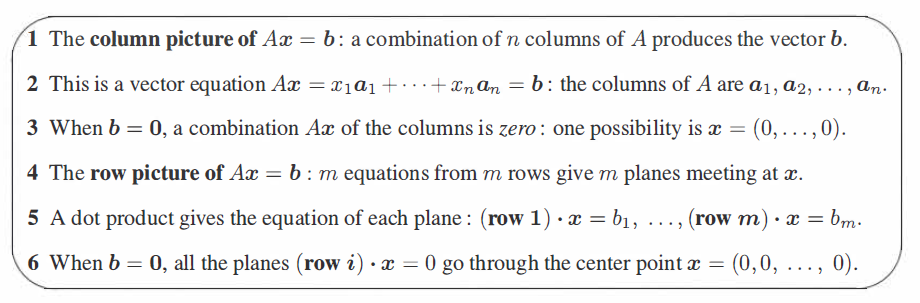 1 The column picture of Ax = b : a combination of n columns of A produces the vector b.
2 This is a vector equation Ax = x₁a₁ + · · · + xₙaₙ = b : the columns of A are a₁, a₂, . . . , aₙ.
3 When b = 0, a combination Ax of the columns is zero : one possibility is x = (0, . . . , 0).
4 The row picture of Ax = b : m equations from m rows give m planes meeting at x.
5 A dot product gives the equation of each plane : (row 1) · x = b₁, . . . , (row m) · x = bₘ.
6 When b = 0, all the planes (row i) · x = 0 go through the center point x = (0,0, . . . , 0).